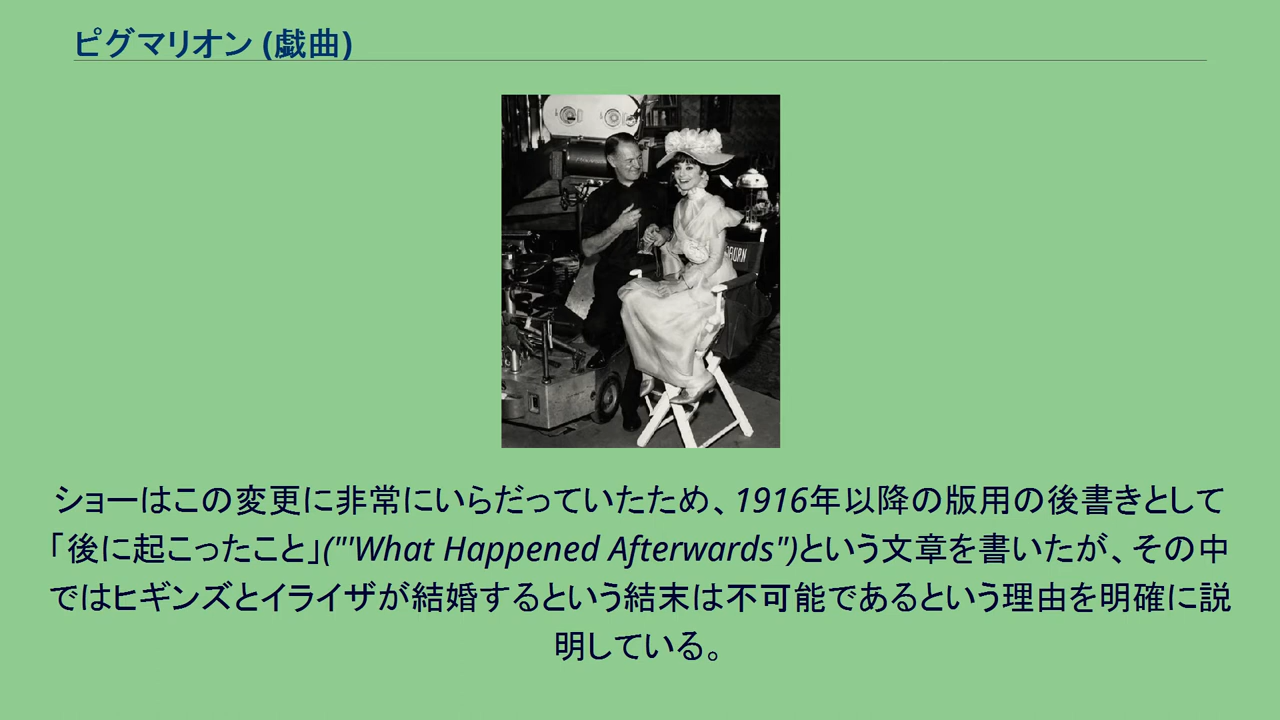 ピグマリオン (戯曲)
ショーはこの変更に非常にいらだっていたため、1916年以降の版用の後書きとして
「後に起こったこと」("'What Happened Afterwards")という文章を書いたが、その中
ではヒギンズとイライザが結婚するという結末は不可能であるという理由を明確に説
明している。